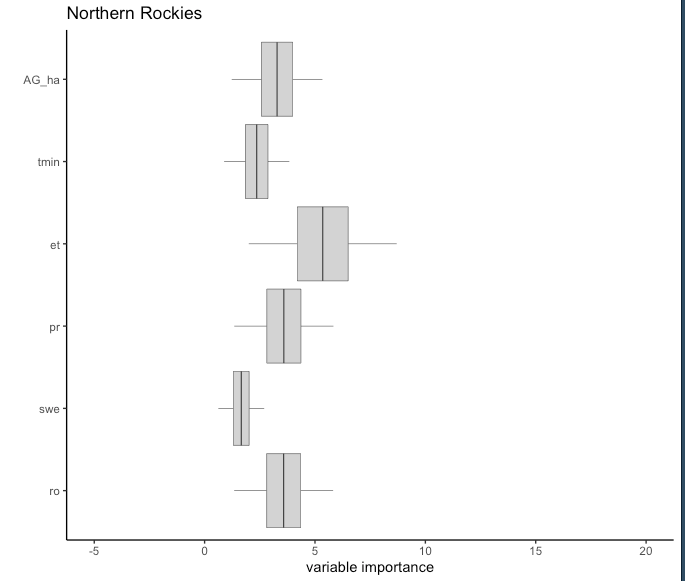 Northern Rockies
AG_ha
tmin
et
pr
swe
ro
-5 0 5 10 15 20
variable importance